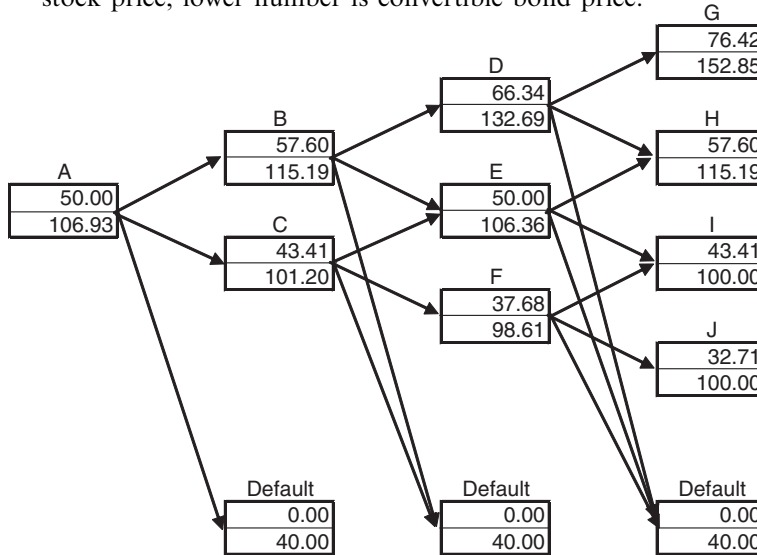 stock price; lower number is convertible bond price.
G
76.42
152.85
D
66.34
132.69
H
57.60
115.19
B
57.60
115.19
A
50.00
106.93
E
50.00
106.36
C
43.41
101.20
I
43.41
100.00
F
37.68
98.61
J
32.71
100.00
Default
0.00
40.00
Default
0.00
40.00
Default
0.00
40.00